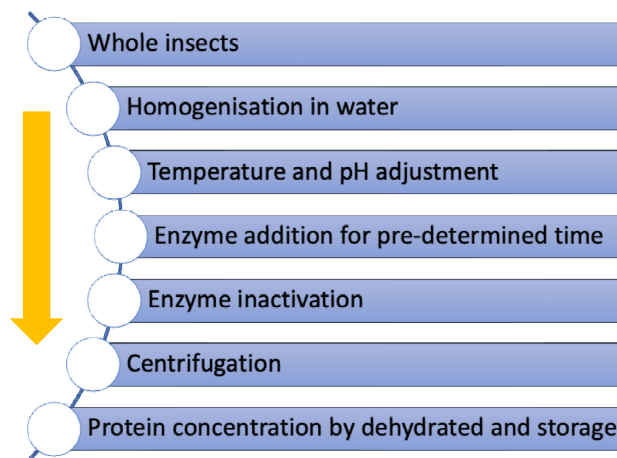 Whole insects
Homogenisation in water
Temperature and pH adjustment
Enzyme addition for pre-determined time
Enzyme inactivation
Centrifugation
Protein concentration by dehydrated and storage